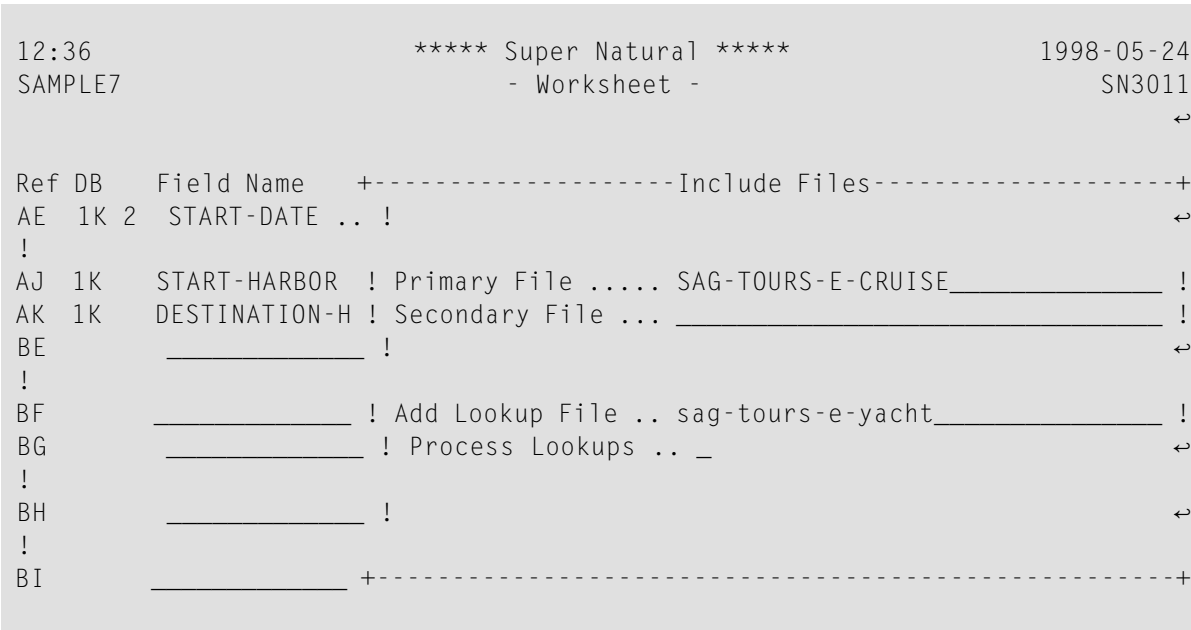 12:36 ***** Super Natural ***** 1998-05-24
SAMPLE7 - Worksheet - SN3011
↩
Ref DB Field Name +--------------------Include Files--------------------+
AE 1K 2 START-DATE .. ! ↩
!
AJ 1K START-HARBOR ! Primary File ..... SAG-TOURS-E-CRUISE______________ !
AK 1K DESTINATION-H ! Secondary File ... ________________________________ !
BE _____________ ! ↩
!
BF _____________ ! Add Lookup File .. sag-tours-e-yacht_______________ !
BG _____________ ! Process Lookups .. _ ↩
!
BH _____________ ! ↩
!
BI _____________ +-----------------------------------------------------+